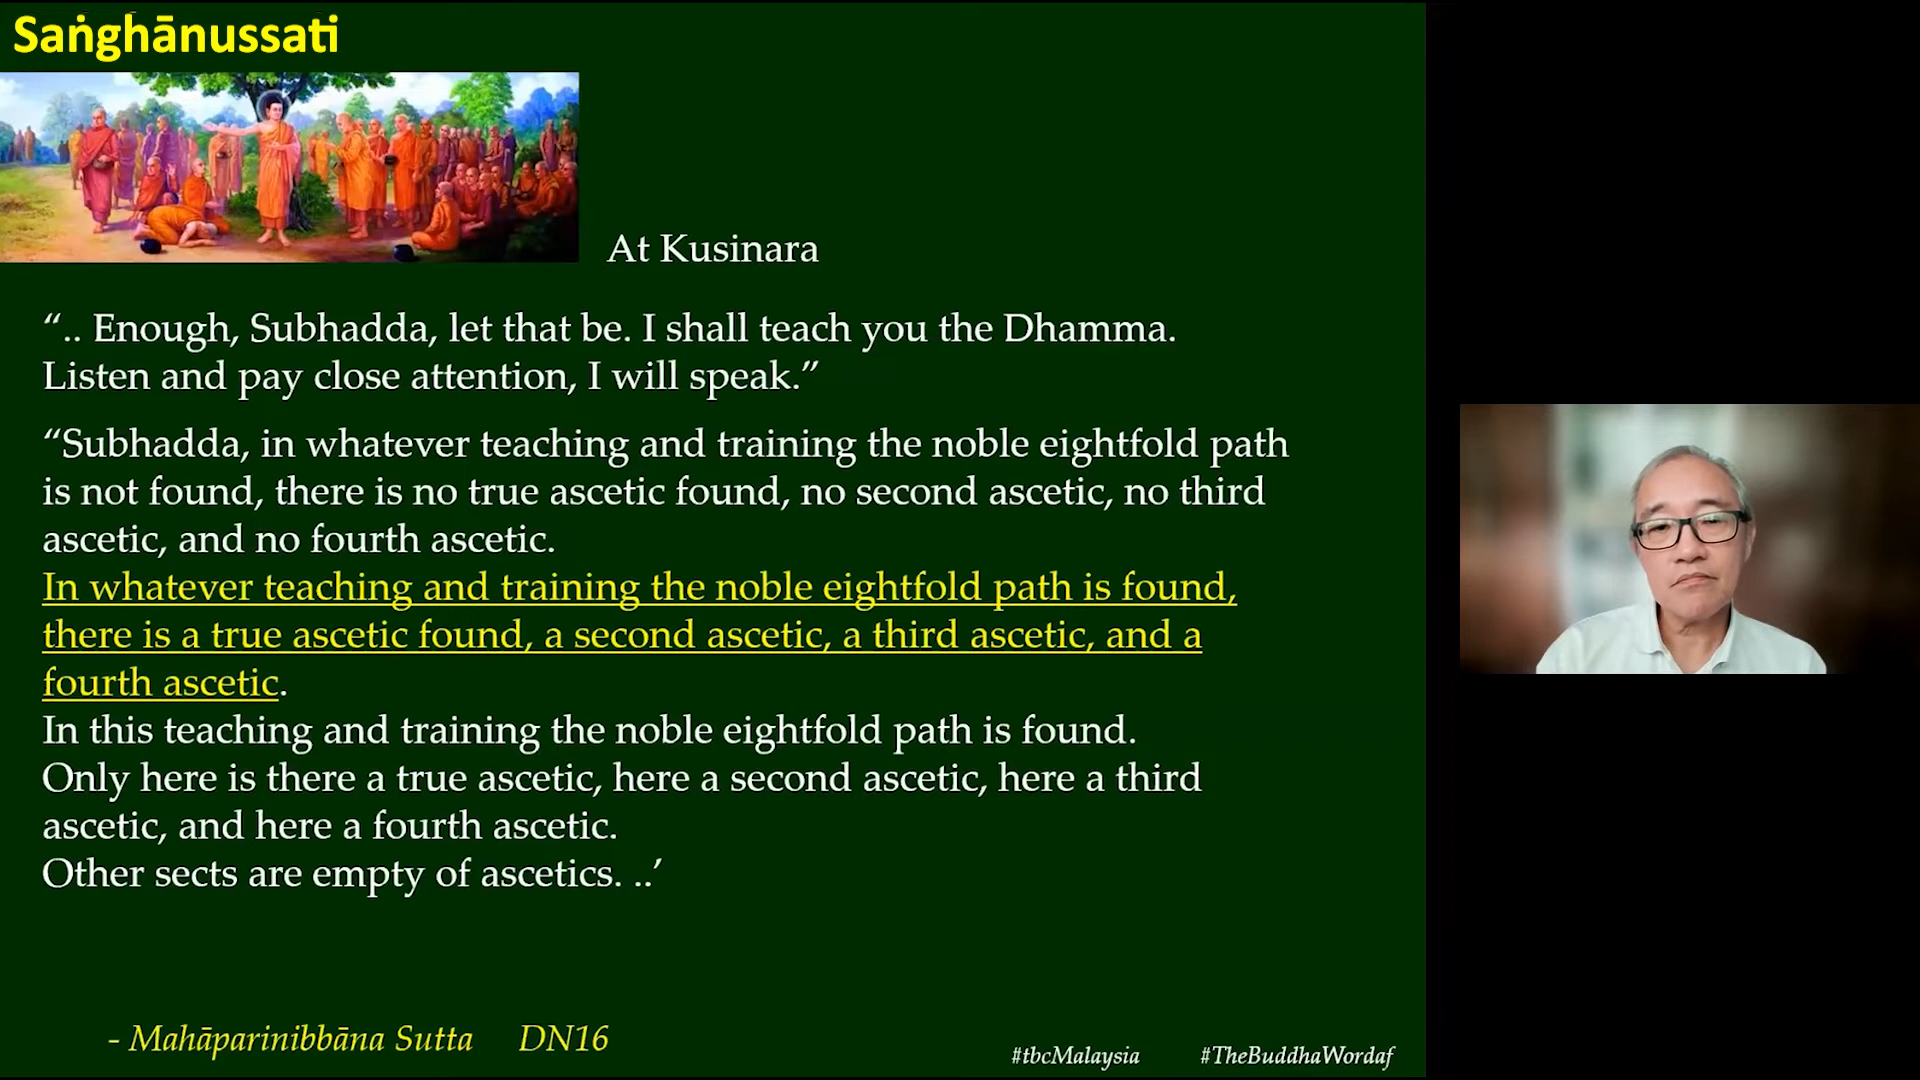 Saṅghānussati
At Kusinara
“.. Enough, Subhadda, let that be. I shall teach you the Dhamma.
Listen and pay close attention, I will speak.”
“Subhadda, in whatever teaching and training the noble eightfold path
is not found, there is no true ascetic found, no second ascetic, no third
ascetic, and no fourth ascetic.
In whatever teaching and training the noble eightfold path is found,
there is a true ascetic found, a second ascetic, a third ascetic, and a
fourth ascetic.
In this teaching and training the noble eightfold path is found.
Only here is there a true ascetic, here a second ascetic, here a third
ascetic, and here a fourth ascetic.
Other sects are empty of ascetics. ..’
- Mahāparinibbāna Sutta DN16
#tbcMalaysia #TheBuddhaWordaf